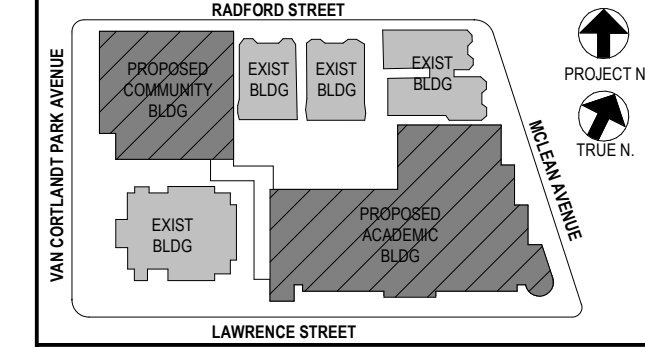 RADFORD STREET
VAN CORTLANDT PARK AVENUE
PROPOSED
COMMUNITY
BLDG
EXIST
BLDG
EXIST
BLDG
EXIST
BLDG
PROJECT N
TRUE N.
MCLEAN AVENUE
EXIST
BLDG
PROPOSED
ACADEMIC
BLDG
LAWRENCE STREET